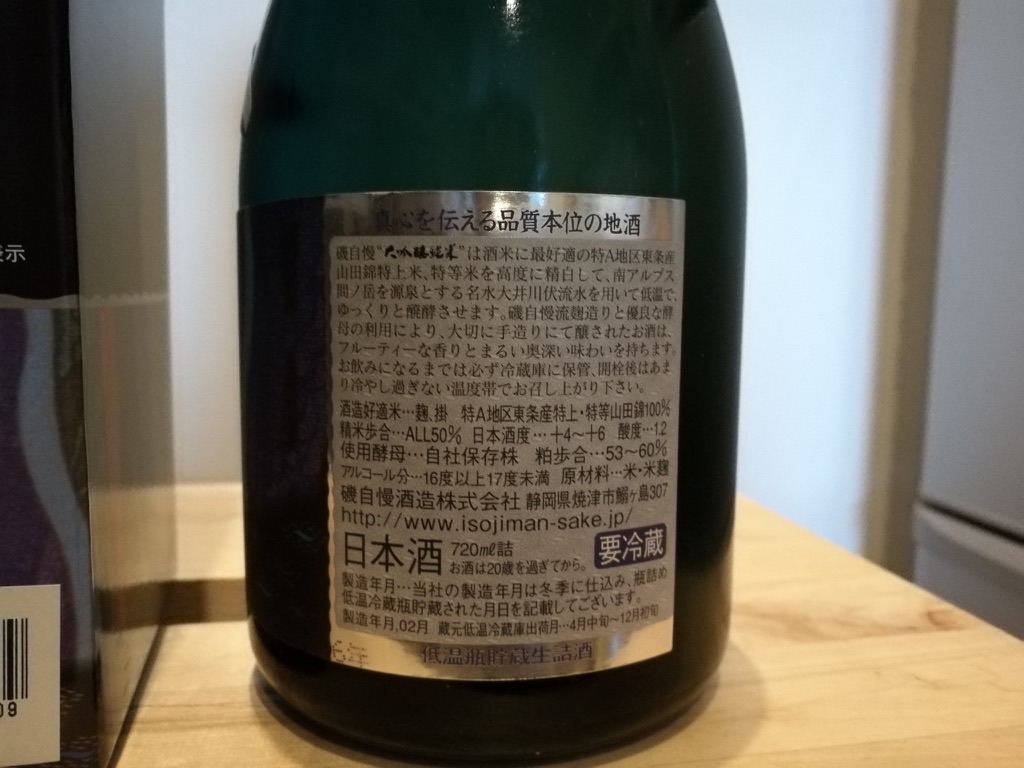 真心を伝える品質本位の地酒
磯自慢“大吟醸純米”は酒米に最好適の特A地区東条産
山田錦特上米、特等米を高度に精白して、南アルプス
間ノ岳を源泉とする名水大井川伏流水を用いて低温で、
ゆっくりと醗酵させます。磯自慢流麹造りと優良な酵
母の利用により、大切に手造りにて醸されたお酒は、
フルーティーな香りとまるい奥深い味わいを持ちます。
お飲みになるまでは必ず冷蔵庫に保管、開栓後はあま
り冷やし過ぎない温度帯でお召し上がり下さい。
酒造好適米…麹、掛 特A地区東条産特上・特等山田錦100%
精米歩合…ALL50% 日本酒度…+4~+6 酸度…1.2
使用酵母…自社保存株 粕歩合…53~60%
アルコール分…16度以上17度未満 原材料…米・米麹
磯自慢酒造株式会社 静岡県焼津市鰯ヶ島307
http://www.isojiman-sake.jp/
日本酒 720ml詰 要冷蔵
お酒は20歳を過ぎてから。
製造年月…当社の製造年月は冬季に仕込み、瓶詰め
低温冷蔵瓶貯蔵された月日を記載してございます。
製造年月,02月 蔵元低温冷蔵庫出荷月…4月中旬~12月初旬
低温瓶貯蔵生詰酒
表示
09